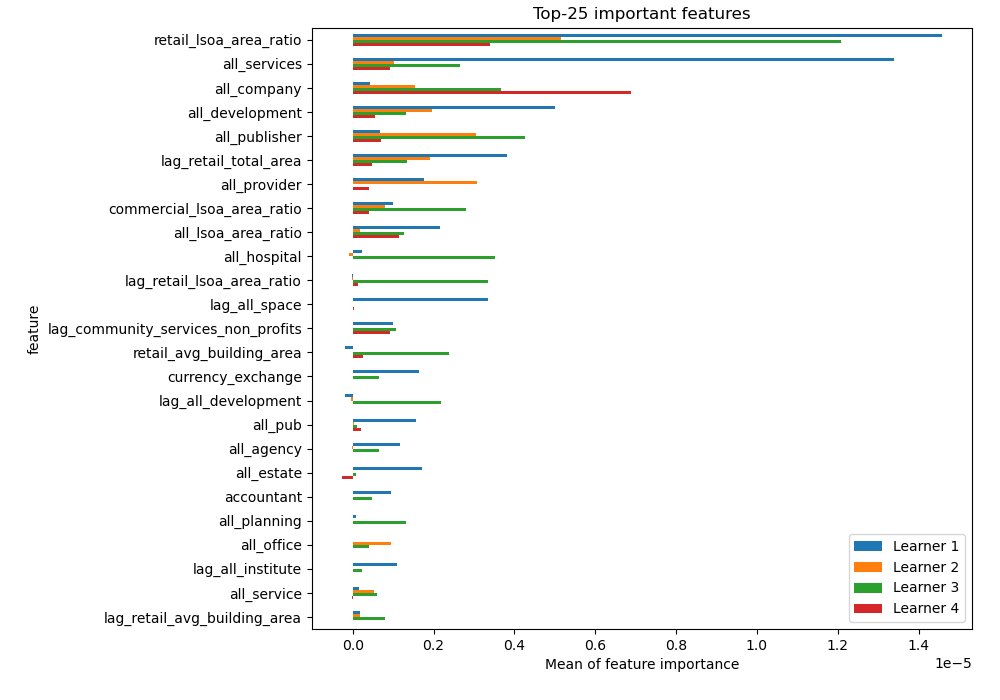 Top-25 important features
retail_lsoa_area_ratio
all_services
all_company
all_development
all_publisher
lag_retail_total_area
all_provider
commercial_lsoa_area_ratio
all_lsoa_area_ratio
all_hospital
lag_retail_lsoa_area_ratio
lag_all_space
lag_community_services_non_profits
retail_avg_building_area
currency_exchange
lag_all_development
all_pub
all_agency
all_estate
accountant
all_planning
all_office
lag_all_institute
all_service
lag_retail_avg_building_area
feature
Learner 1
Learner 2
Learner 3
Learner 4
0.0 0.2 0.4 0.6 0.8 1.0 1.2 1.4
1e−5
Mean of feature importance